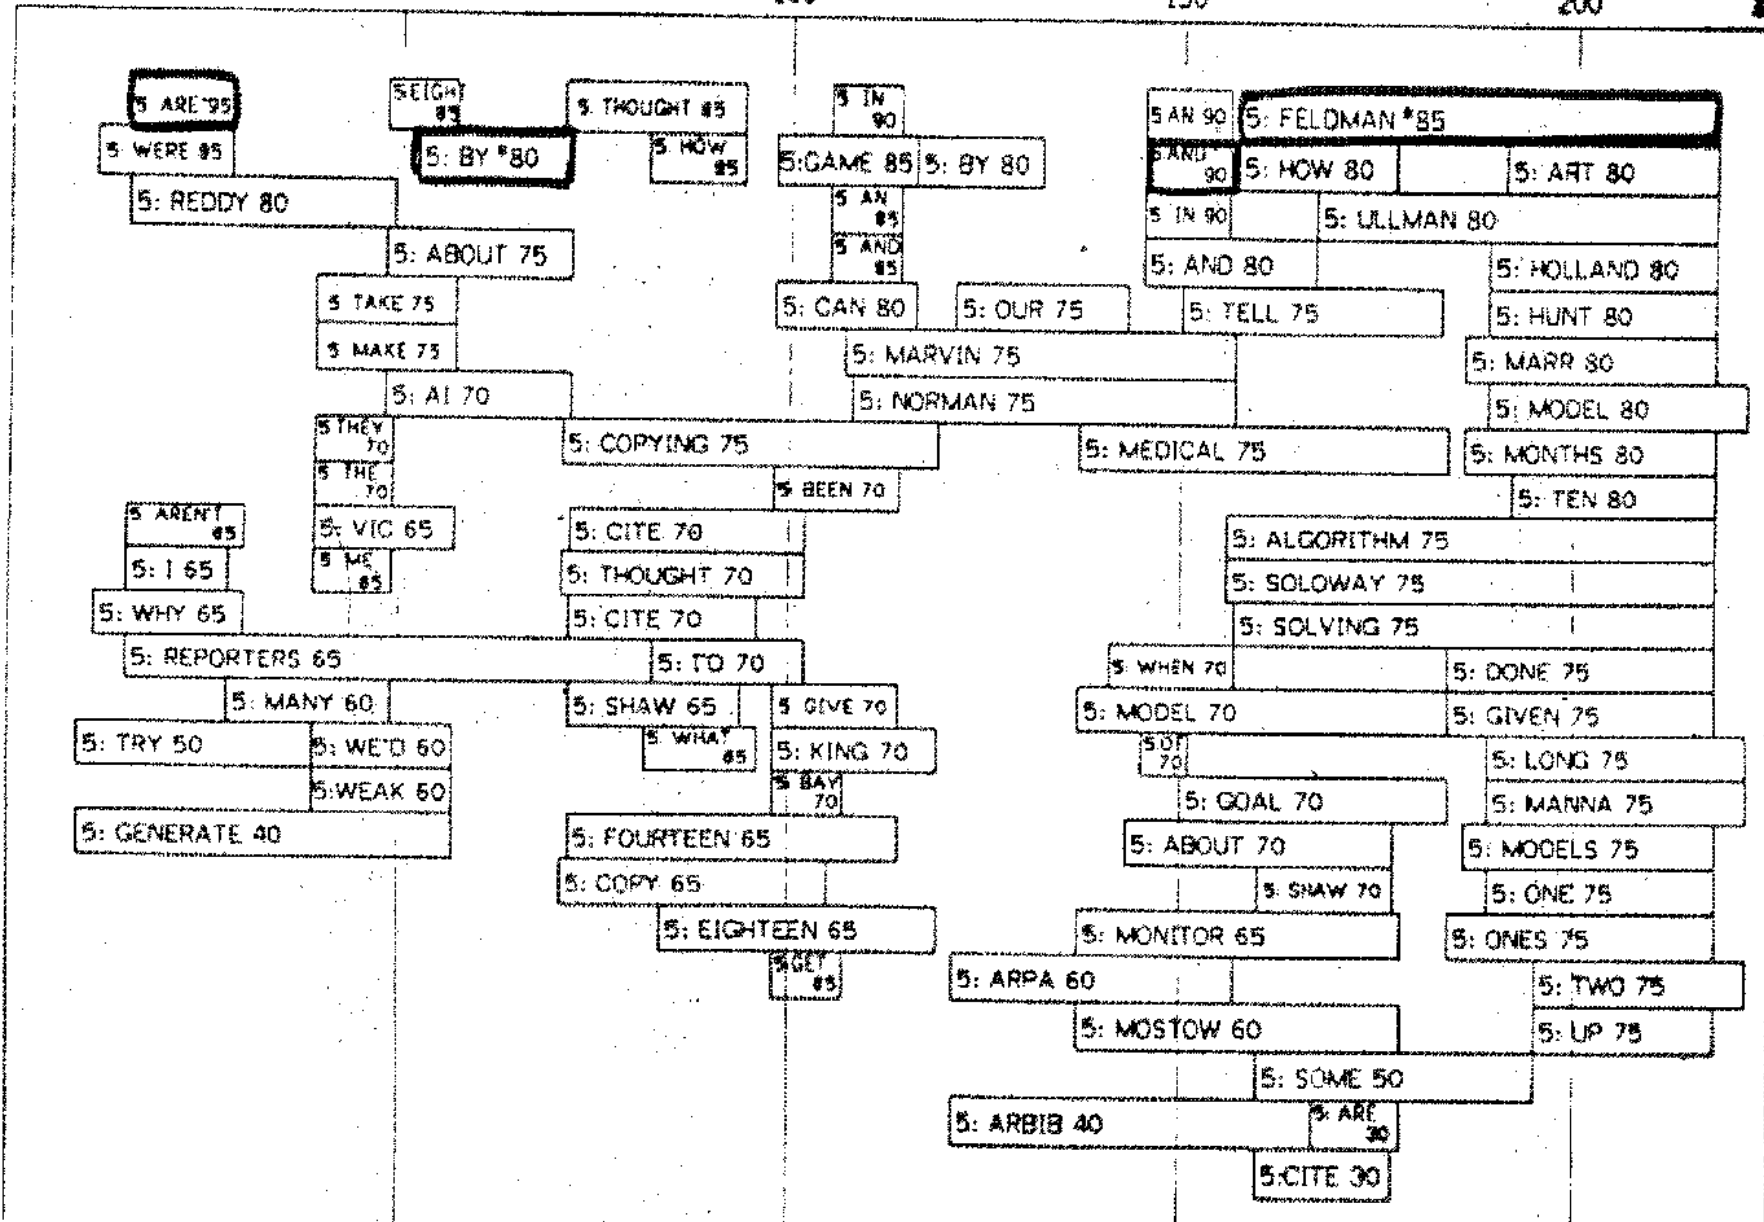 150 200
5 ARE *95
5 EIGHT 85
5. THOUGHT 85
5 IN 90
5 AN 90
5: FELDMAN *85
5 WERE 85
5: BY *80
5. HOW 85
5:GAME 85
5: BY 80
5 AND 90
5: HOW 80
5: ART 80
5: REDDY 80
5 AN 85
5 IN 90
5: ULLMAN 80
5: ABOUT 75
5 AND 85
5: AND 80
5: HOLLAND 80
5 TAKE 75
5: CAN 80
5: OUR 75
5: TELL 75
5: HUNT 80
5 MAKE 75
5: MARVIN 75
5: MARR 80
5: AI 70
5: NORMAN 75
5: MODEL 80
5 THEY 70
5: COPYING 75
5: MEDICAL 75
5: MONTHS 80
5 THE 70
5 BEEN 70
5: TEN 80
5 AREN'T 65
5: VIC 65
5: CITE 70
5: ALGORITHM 75
5: I 65
5 ME 65
5: THOUGHT 70
5: SOLOWAY 75
5: WHY 65
5: CITE 70
5: SOLVING 75
5: REPORTERS 65
5: TO 70
5: WHEN 70
5: DONE 75
5: MANY 60
5: SHAW 65
5 GIVE 70
5: MODEL 70
5: GIVEN 75
5: TRY 50
5: WE'D 60
5. WHAT 65
5: KING 70
5 OF 70
5: LONG 75
5:WEAK 60
5 BAY 70
5: GOAL 70
5: MANNA 75
5: GENERATE 40
5: FOURTEEN 65
5: ABOUT 70
5: MODELS 75
5: COPY 65
5: SHAW 70
5: ONE 75
5: EIGHTEEN 65
5: MONITOR 65
5: ONES 75
5 GET 65
5: ARPA 60
5: TWO 75
5: MOSTOW 60
5: UP 75
5: SOME 50
5: ARBIB 40
5: ARE 30
5:CITE 30